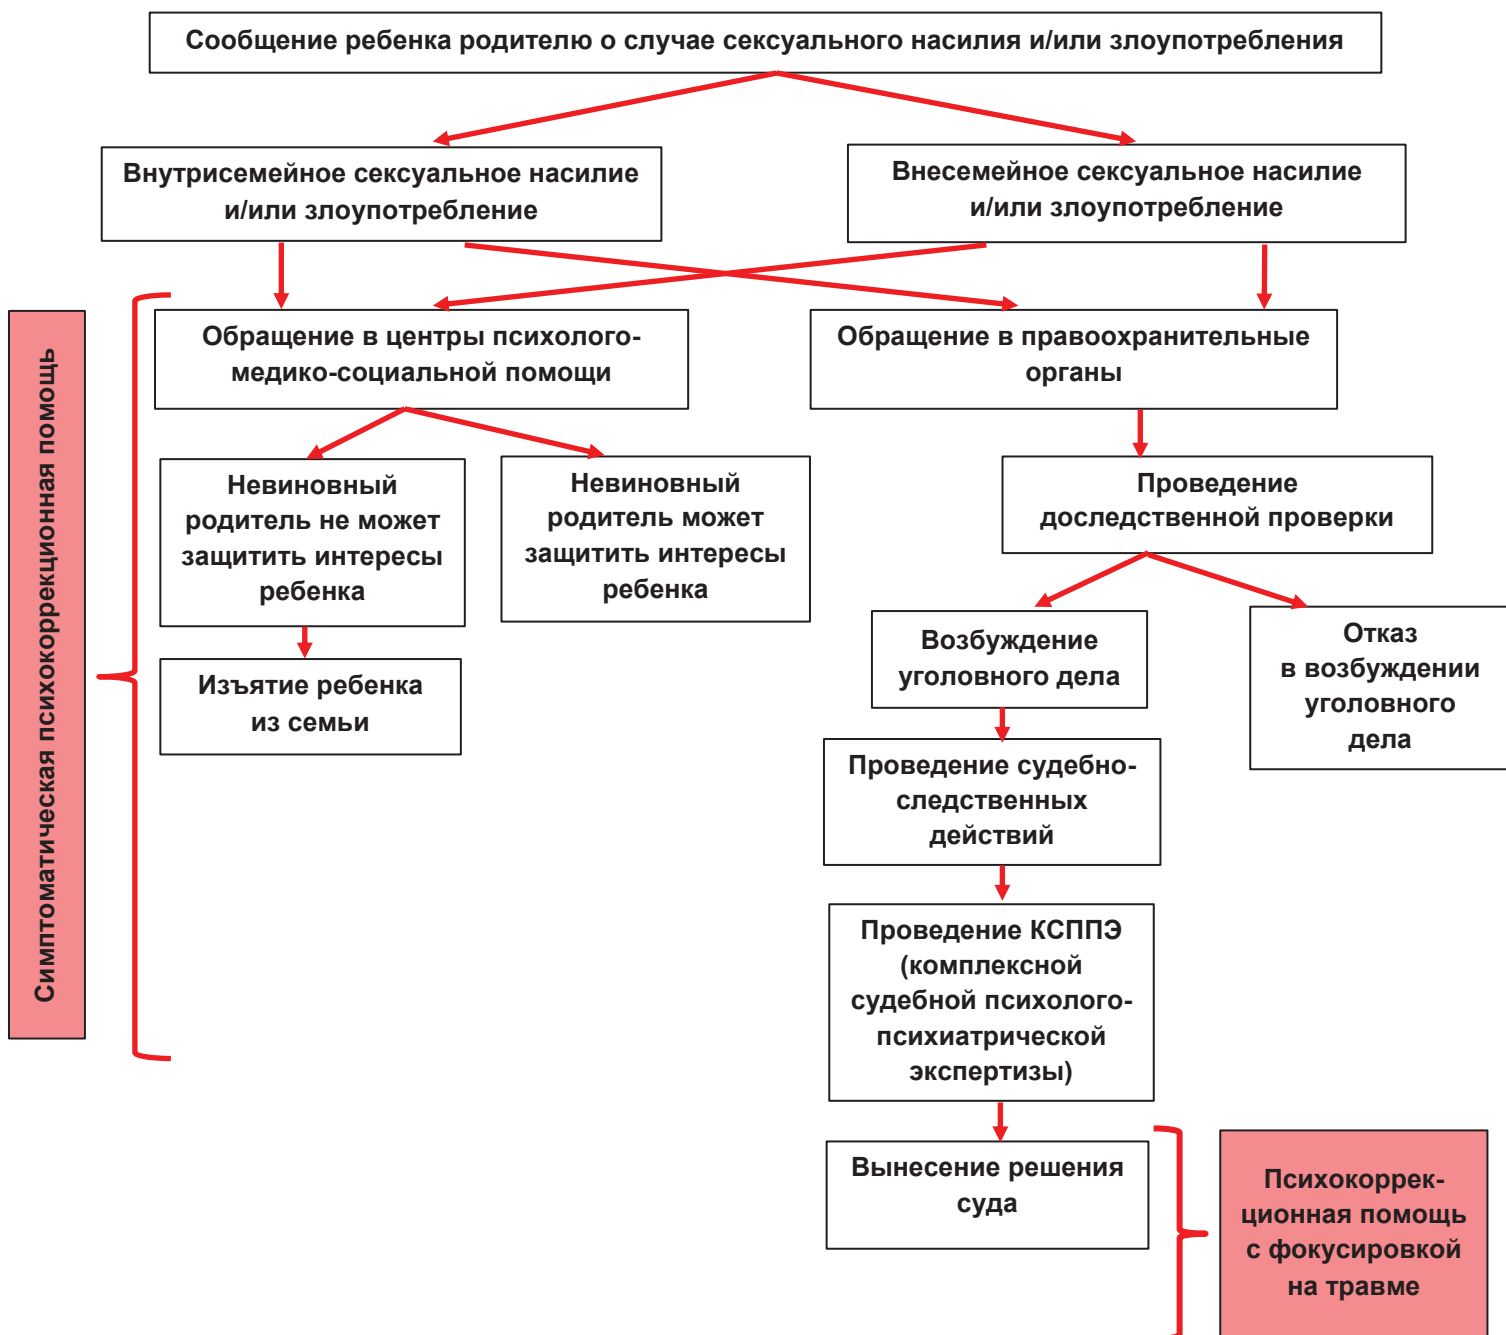 Сообщение ребенка родителю о случае сексуального насилия и/или злоупотребления
Внутрисемейное сексуальное насилие
и/или злоупотребление
Внесемейное сексуальное насилие
и/или злоупотребление
Симптоматическая психокоррекционная помощь
Обращение в центры психолого-
медико-социальной помощи
Обращение в правоохранительные
органы
Невиновный
родитель не может
защитить интересы
ребенка
Невиновный
родитель может
защитить интересы
ребенка
Проведение
доследственной проверки
Изъятие ребенка
из семьи
Возбуждение
уголовного дела
Отказ
в возбуждении
уголовного
дела
Проведение судебно-
следственных
действий
Проведение КСППЭ
(комплексной
судебной психолого-
психиатрической
экспертизы)
Вынесение решения
суда
Психокоррек-
ционная помощь
с фокусировкой
на травме